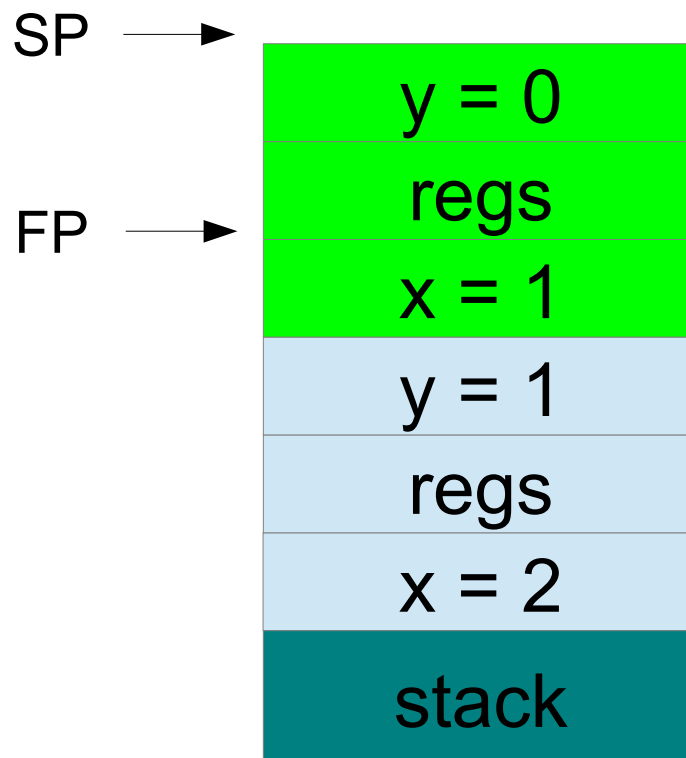 SP
y = 0
regs
FP
x = 1
y = 1
regs
x = 2
stack